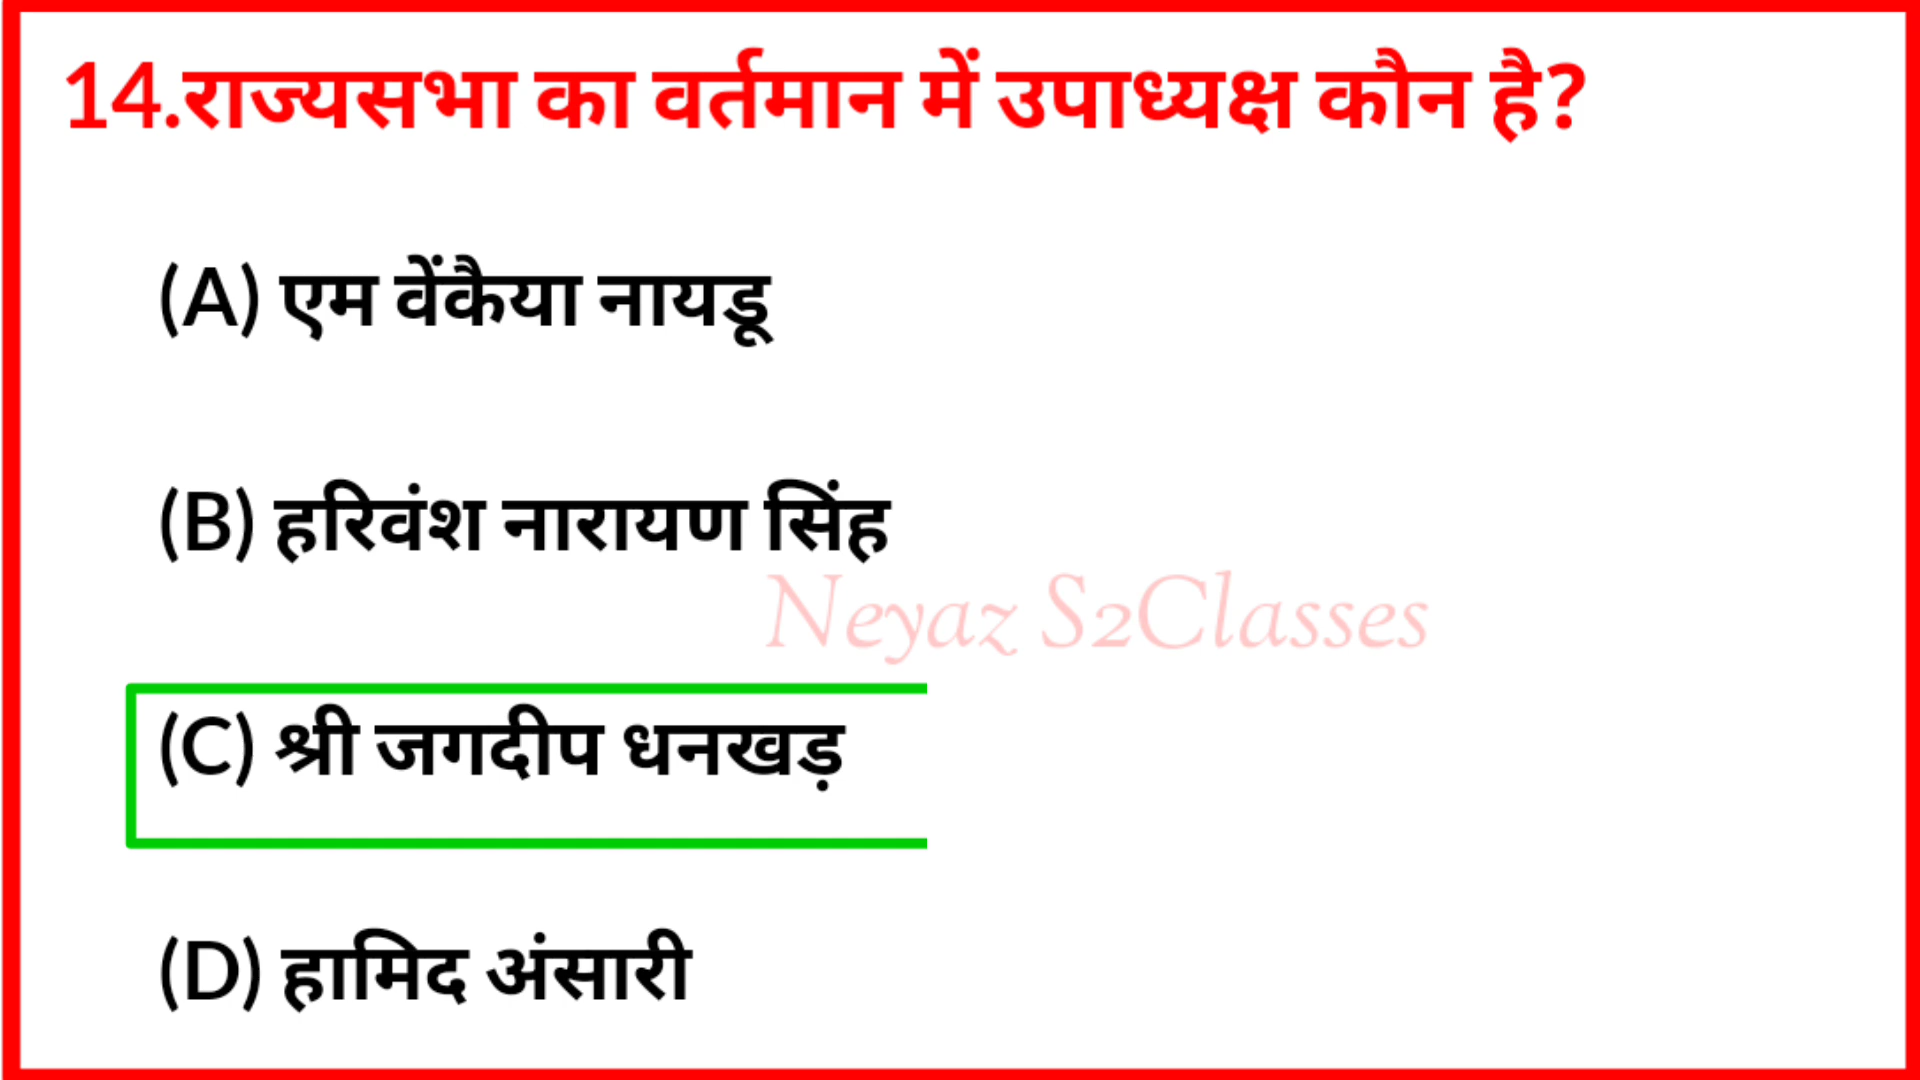 14.राज्यसभा का वर्तमान में उपाध्यक्ष कौन है?
(A) एम वेंकैया नायडू
(B) हरिवंश नारायण सिंह
Neyaz S2Classes
(C) श्री जगदीप धनखड़
(D) हामिद अंसारी